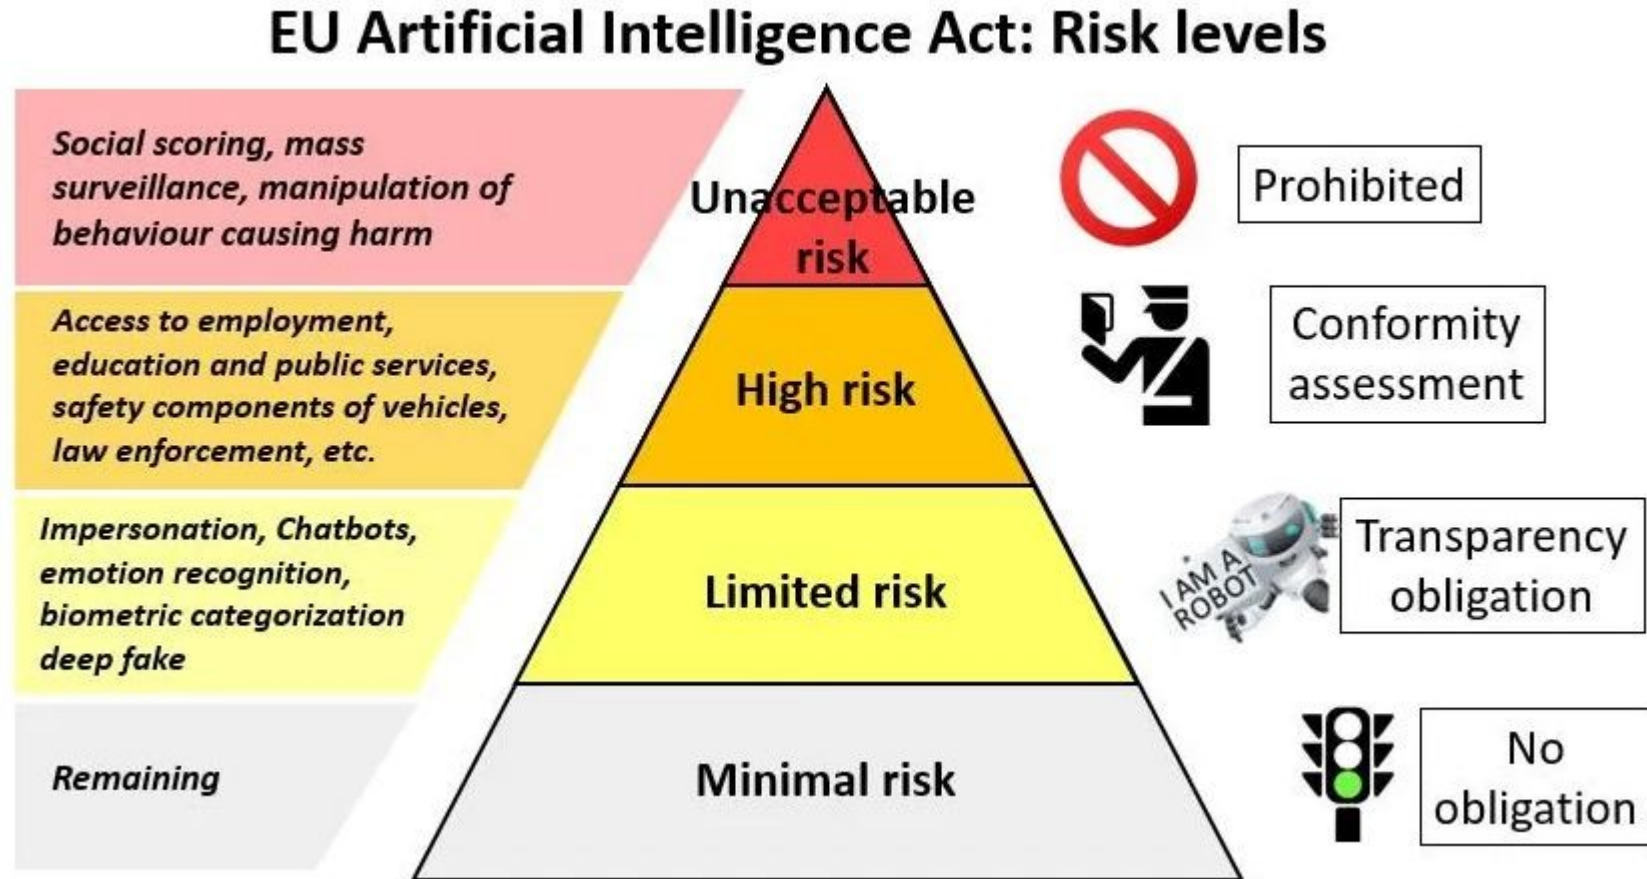 EU Artificial Intelligence Act: Risk levels
Social scoring, mass
surveillance, manipulation of
behaviour causing harm
Unacceptable
risk
Prohibited
Access to employment,
education and public services,
safety components of vehicles,
law enforcement, etc.
High risk
Conformity
assessment
Impersonation, Chatbots,
emotion recognition,
biometric categorization
deep fake
Limited risk
I AM A
ROBOT
Transparency
obligation
Remaining
Minimal risk
No
obligation